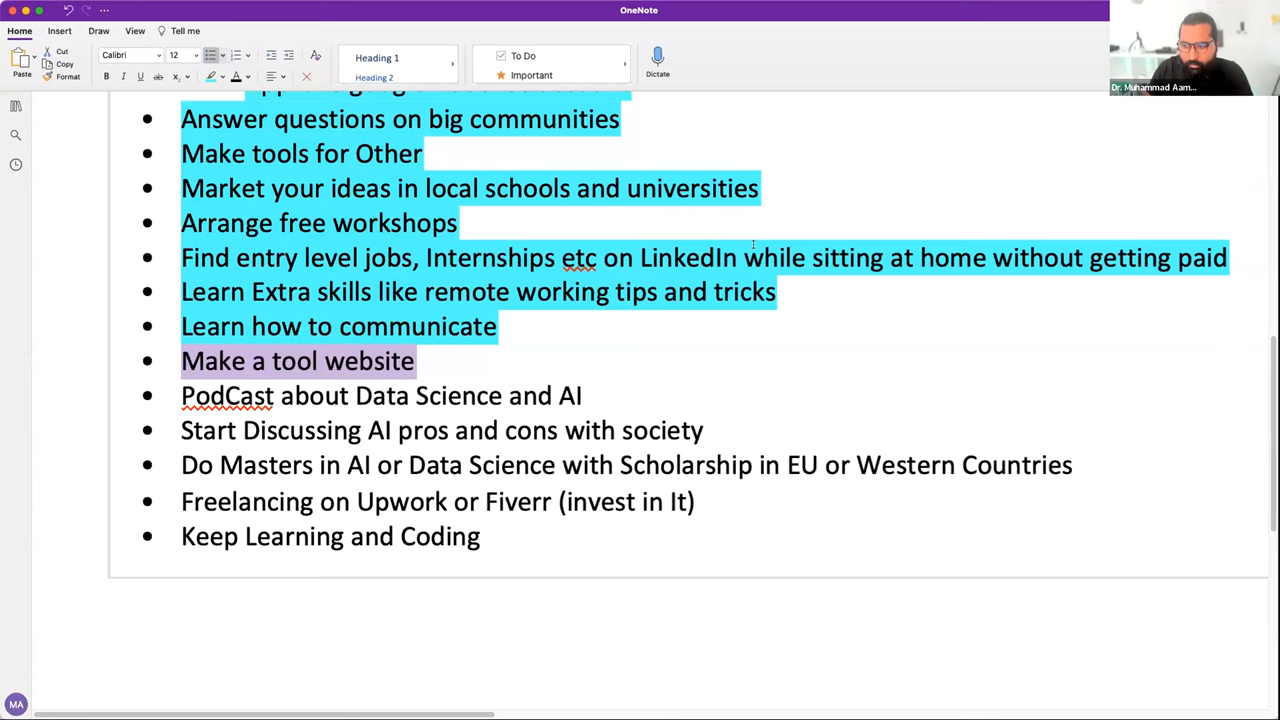 OneNote
Home Insert Draw View Tell me
Paste
Cut
Copy
Format
Calibri 12
Heading 1
Heading 2
To Do
Important
Dictate
Dr. Muhammad Aam...
• Answer questions on big communities
• Make tools for Other
• Market your ideas in local schools and universities
• Arrange free workshops
• Find entry level jobs, Internships etc on LinkedIn while sitting at home without getting paid
• Learn Extra skills like remote working tips and tricks
• Learn how to communicate
• Make a tool website
• PodCast about Data Science and AI
• Start Discussing AI pros and cons with society
• Do Masters in AI or Data Science with Scholarship in EU or Western Countries
• Freelancing on Upwork or Fiverr (invest in It)
• Keep Learning and Coding
MA